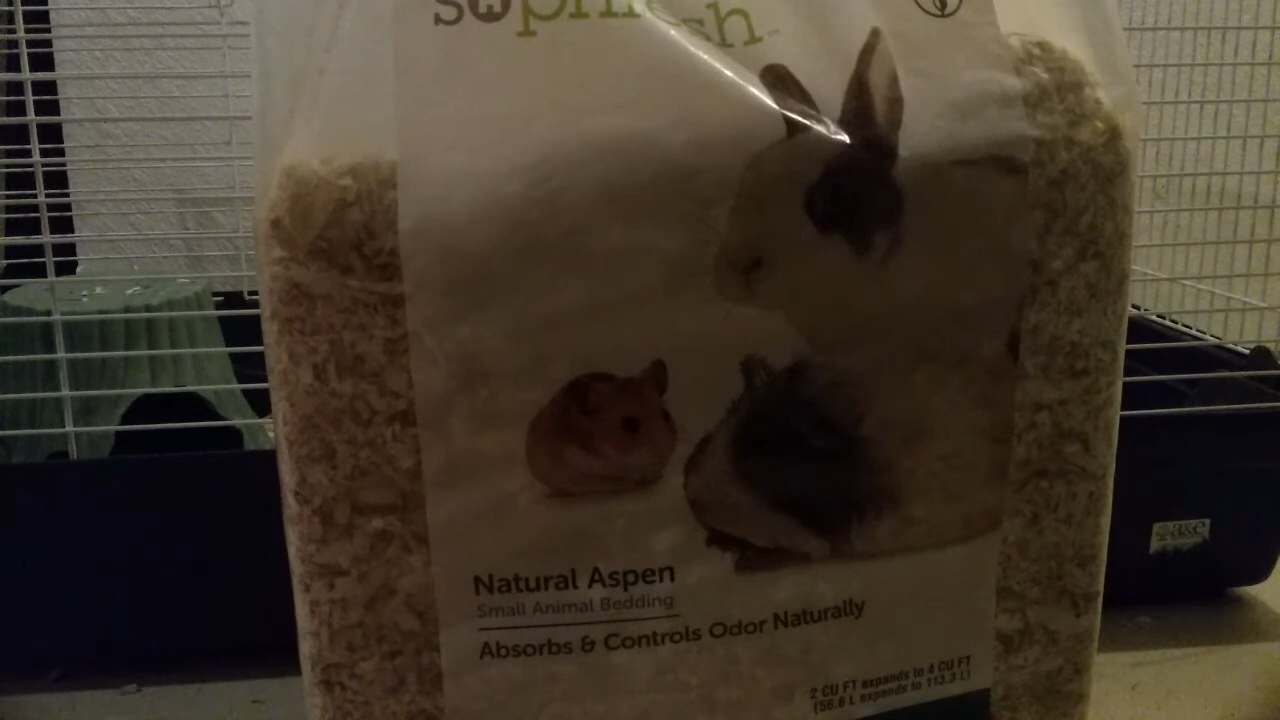 Natural Aspen
Small Animal Bedding
Absorbs & Controls Odor Naturally
2 CU FT expands to 4 CU FT
(56.6 L expands to 113.3 L)
a&e